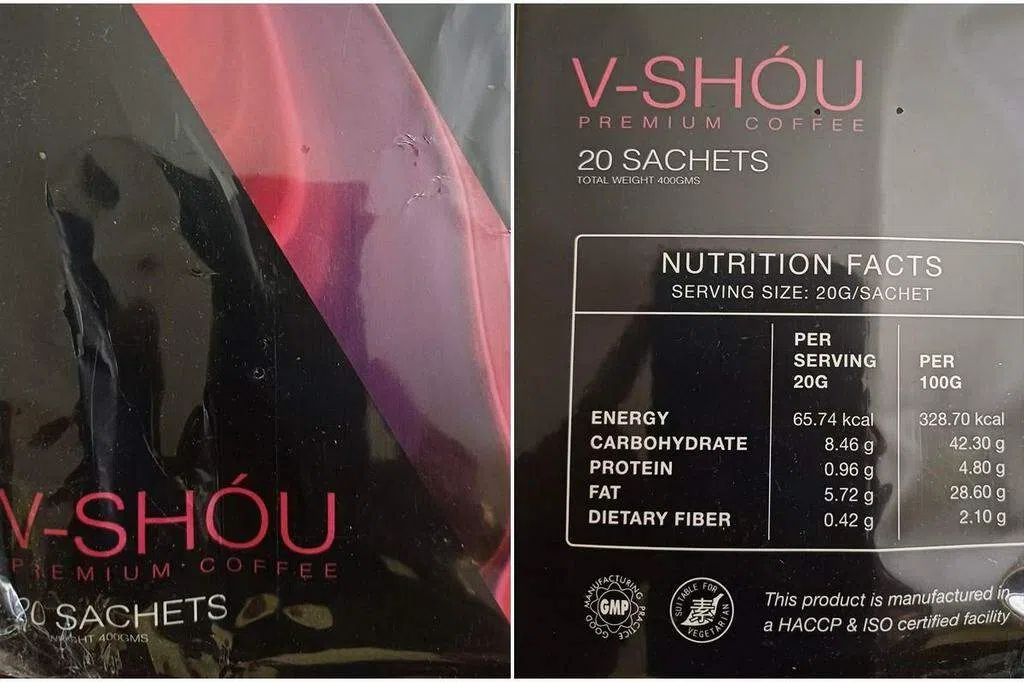 V-SHÓU
PREMIUM COFFEE
20 SACHETS
WEIGHT 400GMS
V-SHÓU
PREMIUM COFFEE
20 SACHETS
TOTAL WEIGHT 400GMS
NUTRITION FACTS
SERVING SIZE: 20G/SACHET
PER SERVING 20G PER 100G
ENERGY 65.74 kcal 328.70 kcal
CARBOHYDRATE 8.46 g 42.30 g
PROTEIN 0.96 g 4.80 g
FAT 5.72 g 28.60 g
DIETARY FIBER 0.42 g 2.10 g
GOOD MANUFACTURING PRACTICE
GMP
SUITABLE FOR
素
VEGETARIAN
This product is manufactured in
a HACCP & ISO certified facility